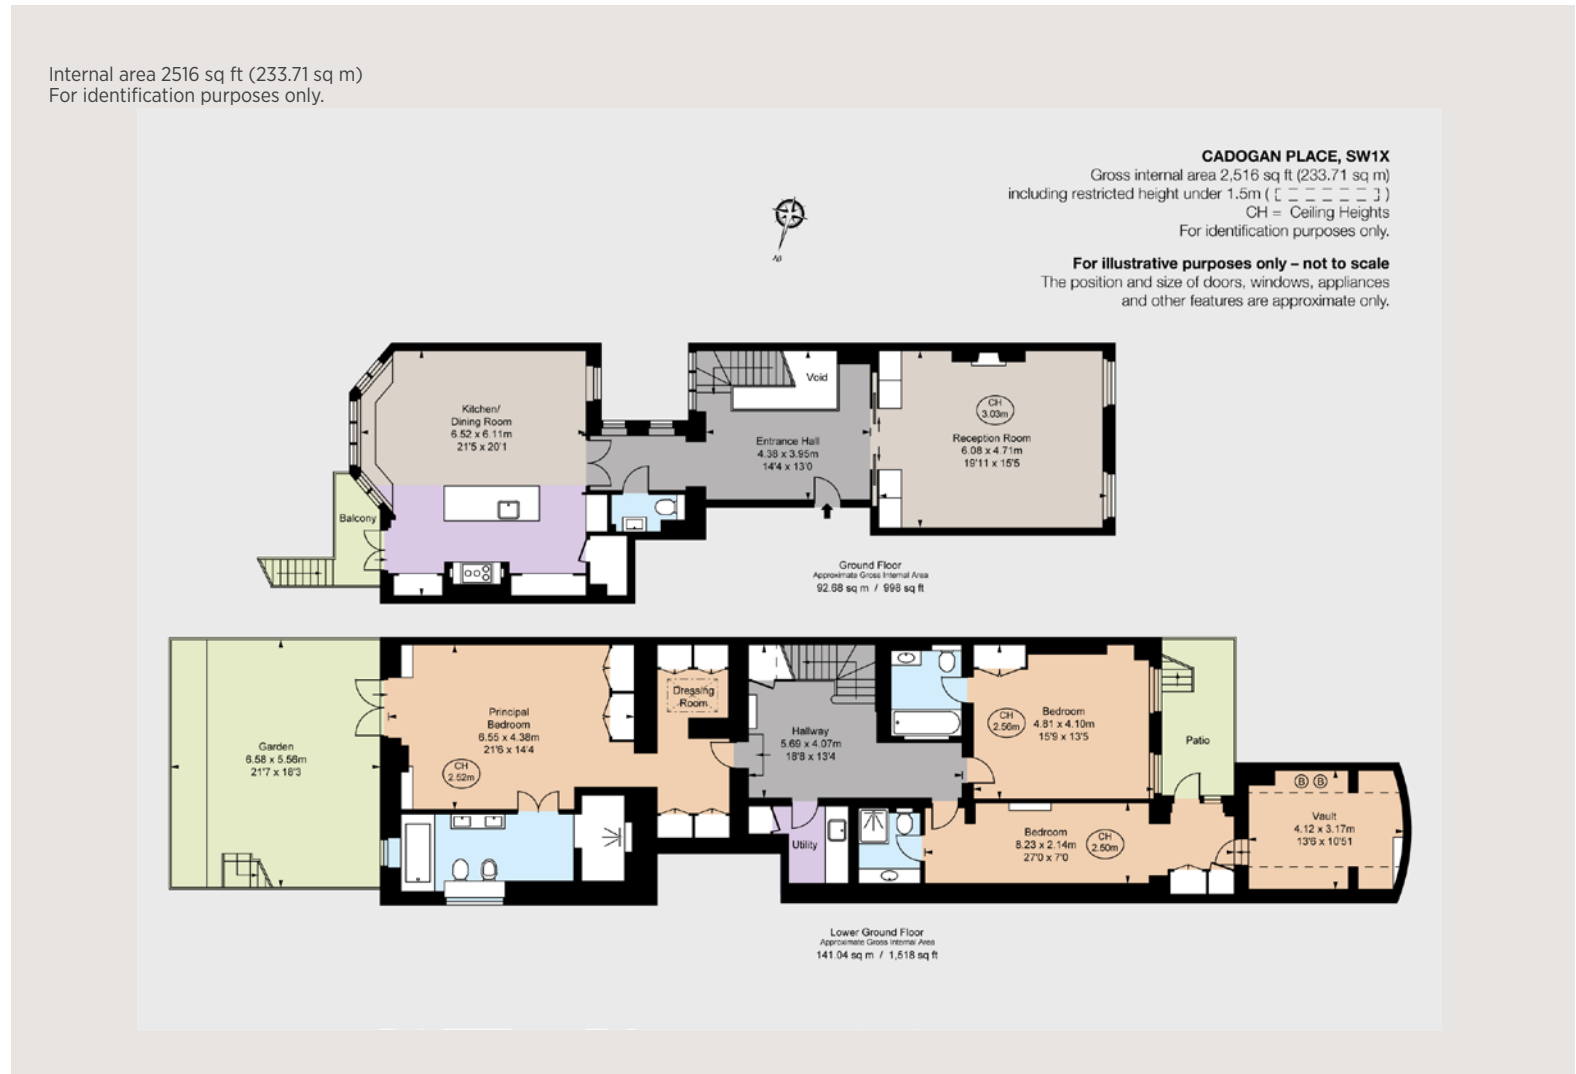 Internal area 2516 sq ft (233.71 sq m)
For identification purposes only.
CADOGAN PLACE, SW1X
Gross internal area 2,516 sq ft (233.71 sq m)
including restricted height under 1.5m ( )
CH = Ceiling Heights
For identification purposes only.
For illustrative purposes only – not to scale
The position and size of doors, windows, appliances
and other features are approximate only.
N
Kitchen/
Dining Room
6.52 x 6.11m
21'5 x 20'1
Balcony
Void
Entrance Hall
4.38 x 3.95m
14'4 x 13'0
CH
3.03m
Reception Room
6.08 x 4.71m
19'11 x 15'5
Ground Floor
Approximate Gross Internal Area
92.68 sq m / 998 sq ft
Garden
6.58 x 5.56m
21'7 x 18'3
Principal
Bedroom
6.55 x 4.38m
21'6 x 14'4
CH
2.52m
Dressing
Room
Hallway
5.69 x 4.07m
18'8 x 13'4
Utility
CH
2.56m
Bedroom
4.81 x 4.10m
15'9 x 13'5
Patio
Bedroom
8.23 x 2.14m
27'0 x 7'0
CH
2.50m
B B
Vault
4.12 x 3.17m
13'6 x 10'51
Lower Ground Floor
Approximate Gross Internal Area
141.04 sq m / 1,518 sq ft